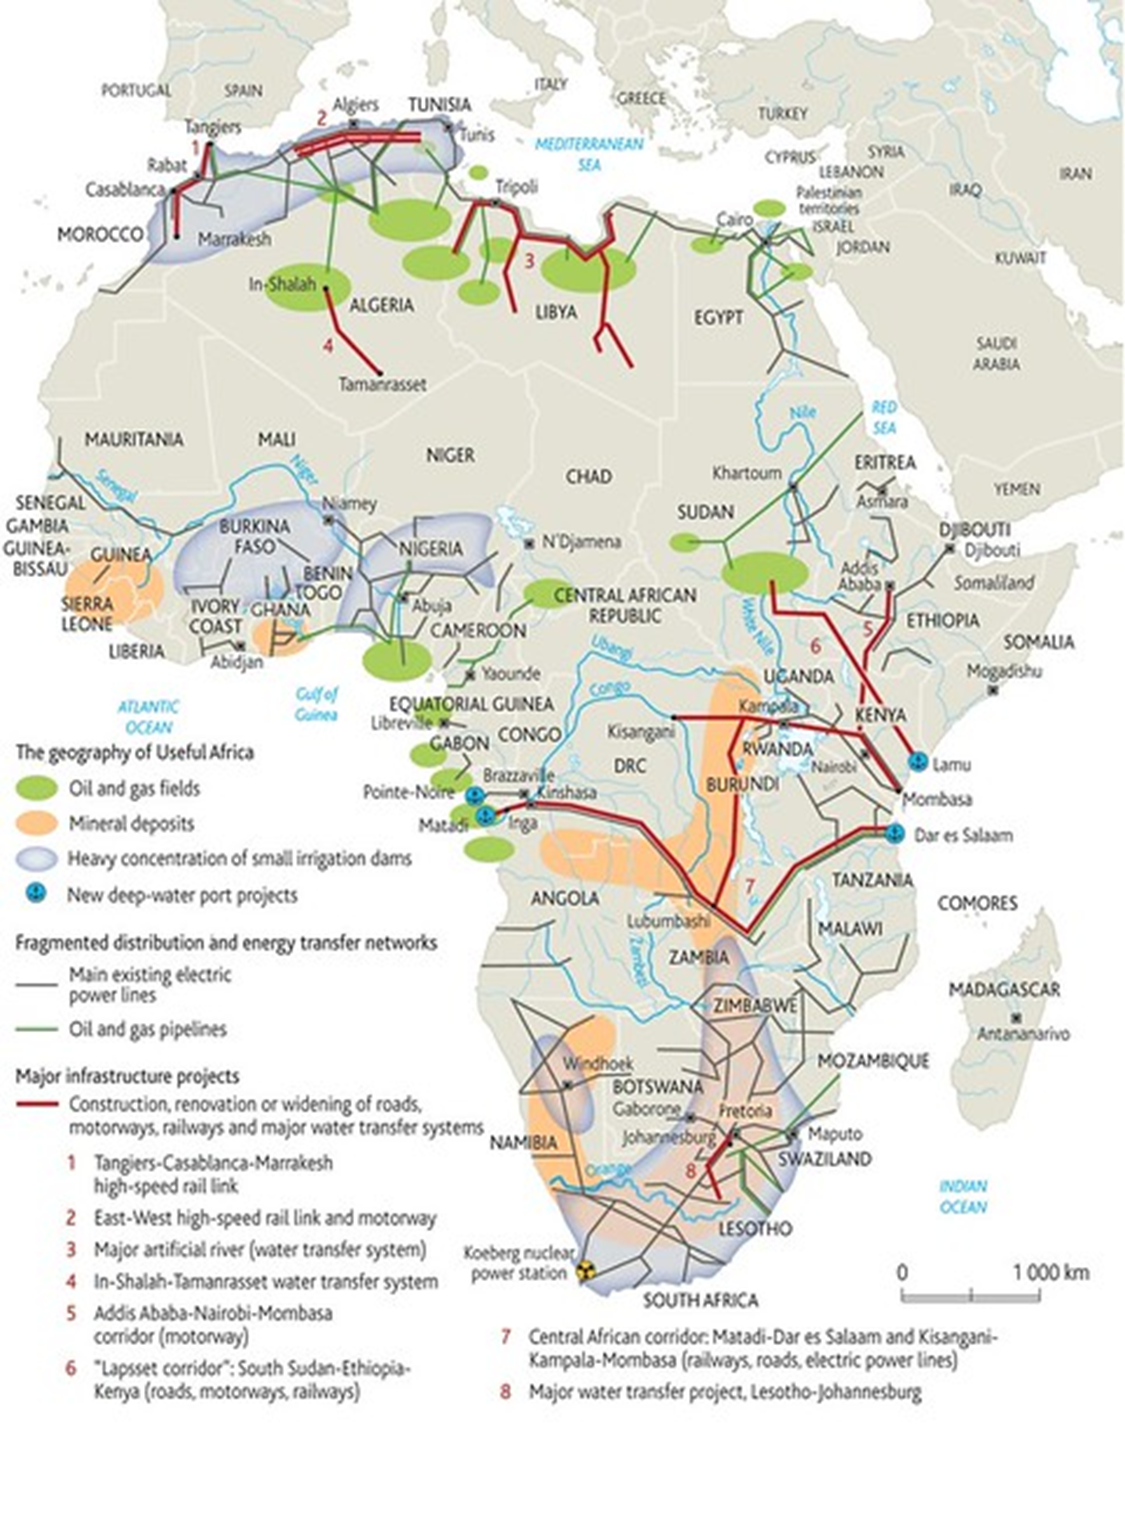 PORTUGAL
SPAIN
ITALY
GREECE
TURKEY
Algiers
TUNISIA
Tunis
2
Tangiers
1
Rabat
Casablanca
MOROCCO
Marrakesh
MEDITERRANEAN
SEA
CYPRUS
SYRIA
LEBANON
IRAQ
IRAN
Palestinian
territories
ISRAEL
JORDAN
KUWAIT
Tripoli
Cairo
3
In-Shalah
ALGERIA
LIBYA
EGYPT
SAUDI
ARABIA
4
Tamanrasset
MAURITANIA
MALI
NIGER
CHAD
Nile
RED
SEA
Senegal
Niger
Khartoum
ERITREA
Asmara
YEMEN
SENEGAL
GAMBIA
GUINEA-
BISSAU
GUINEA
Niamey
BURKINA
FASO
NIGERIA
SUDAN
N'Djamena
DJIBOUTI
Djibouti
BENIN
TOGO
SIERRA
LEONE
IVORY
COAST
GHANA
Abuja
CENTRAL AFRICAN
REPUBLIC
Addis
Ababa
Somaliland
ETHIOPIA
LIBERIA
Abidjan
CAMEROON
Yaounde
Ubangi
White Nile
6
5
SOMALIA
Mogadishu
ATLANTIC
OCEAN
Gulf of
Guinea
EQUATORIAL GUINEA
Libreville
GABON
CONGO
Congo
Kisangani
UGANDA
Kampala
KENYA
RWANDA
Nairobi
Lamu
DRC
BURUNDI
Mombasa
Brazzaville
Pointe-Noire
Kinshasa
Matadi
Inga
Dar es Salaam
7
TANZANIA
COMORES
ANGOLA
Lubumbashi
MALAWI
ZAMBIA
Zambezi
MADAGASCAR
Antananarivo
ZIMBABWE
MOZAMBIQUE
Windhoek
BOTSWANA
Gaborone
Pretoria
Johannesburg
Maputo
SWAZILAND
NAMIBIA
Orange
8
LESOTHO
INDIAN
OCEAN
Koeberg nuclear
power station
SOUTH AFRICA
0
1 000 km
The geography of Useful Africa
Oil and gas fields
Mineral deposits
Heavy concentration of small irrigation dams
New deep-water port projects
Fragmented distribution and energy transfer networks
Main existing electric
power lines
Oil and gas pipelines
Major infrastructure projects
Construction, renovation or widening of roads,
motorways, railways and major water transfer systems
1 Tangiers-Casablanca-Marrakesh
high-speed rail link
2 East-West high-speed rail link and motorway
3 Major artificial river (water transfer system)
4 In-Shalah-Tamanrasset water transfer system
5 Addis Ababa-Nairobi-Mombasa
corridor (motorway)
6 "Lapsset corridor": South Sudan-Ethiopia-
Kenya (roads, motorways, railways)
7 Central African corridor: Matadi-Dar es Salaam and Kisangani-
Kampala-Mombasa (railways, roads, electric power lines)
8 Major water transfer project, Lesotho-Johannesburg